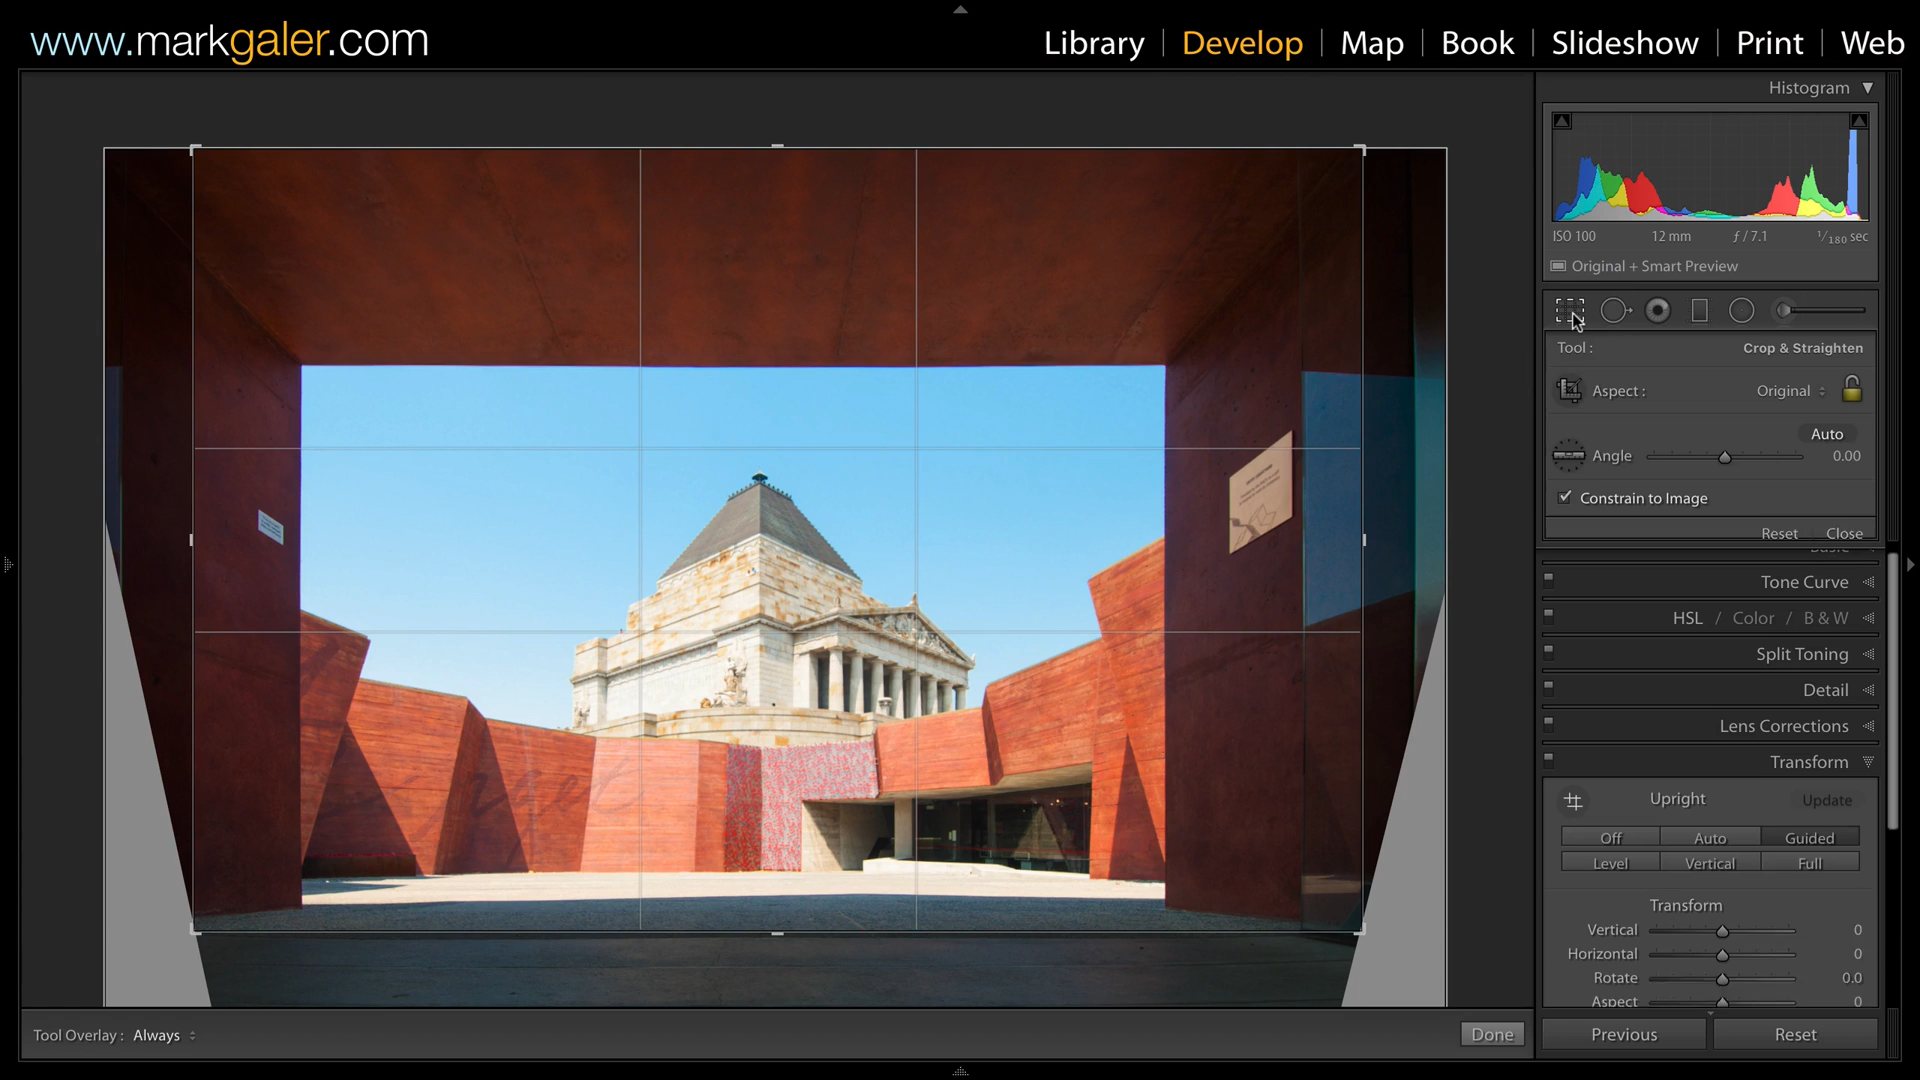 www.markgaler.com
Library | Develop | Map | Book | Slideshow | Print | Web
Histogram
ISO 100 12 mm ƒ / 7.1 1/180 sec
Original + Smart Preview
Tool : Crop & Straighten
Aspect : Original
Auto
Angle 0.00
Constrain to Image
Reset Close
Basic
Tone Curve
HSL / Color / B & W
Split Toning
Detail
Lens Corrections
Transform
Upright Update
Off Auto Guided
Level Vertical Full
Transform
Vertical 0
Horizontal 0
Rotate 0.0
Aspect 0
Tool Overlay : Always Done Previous Reset